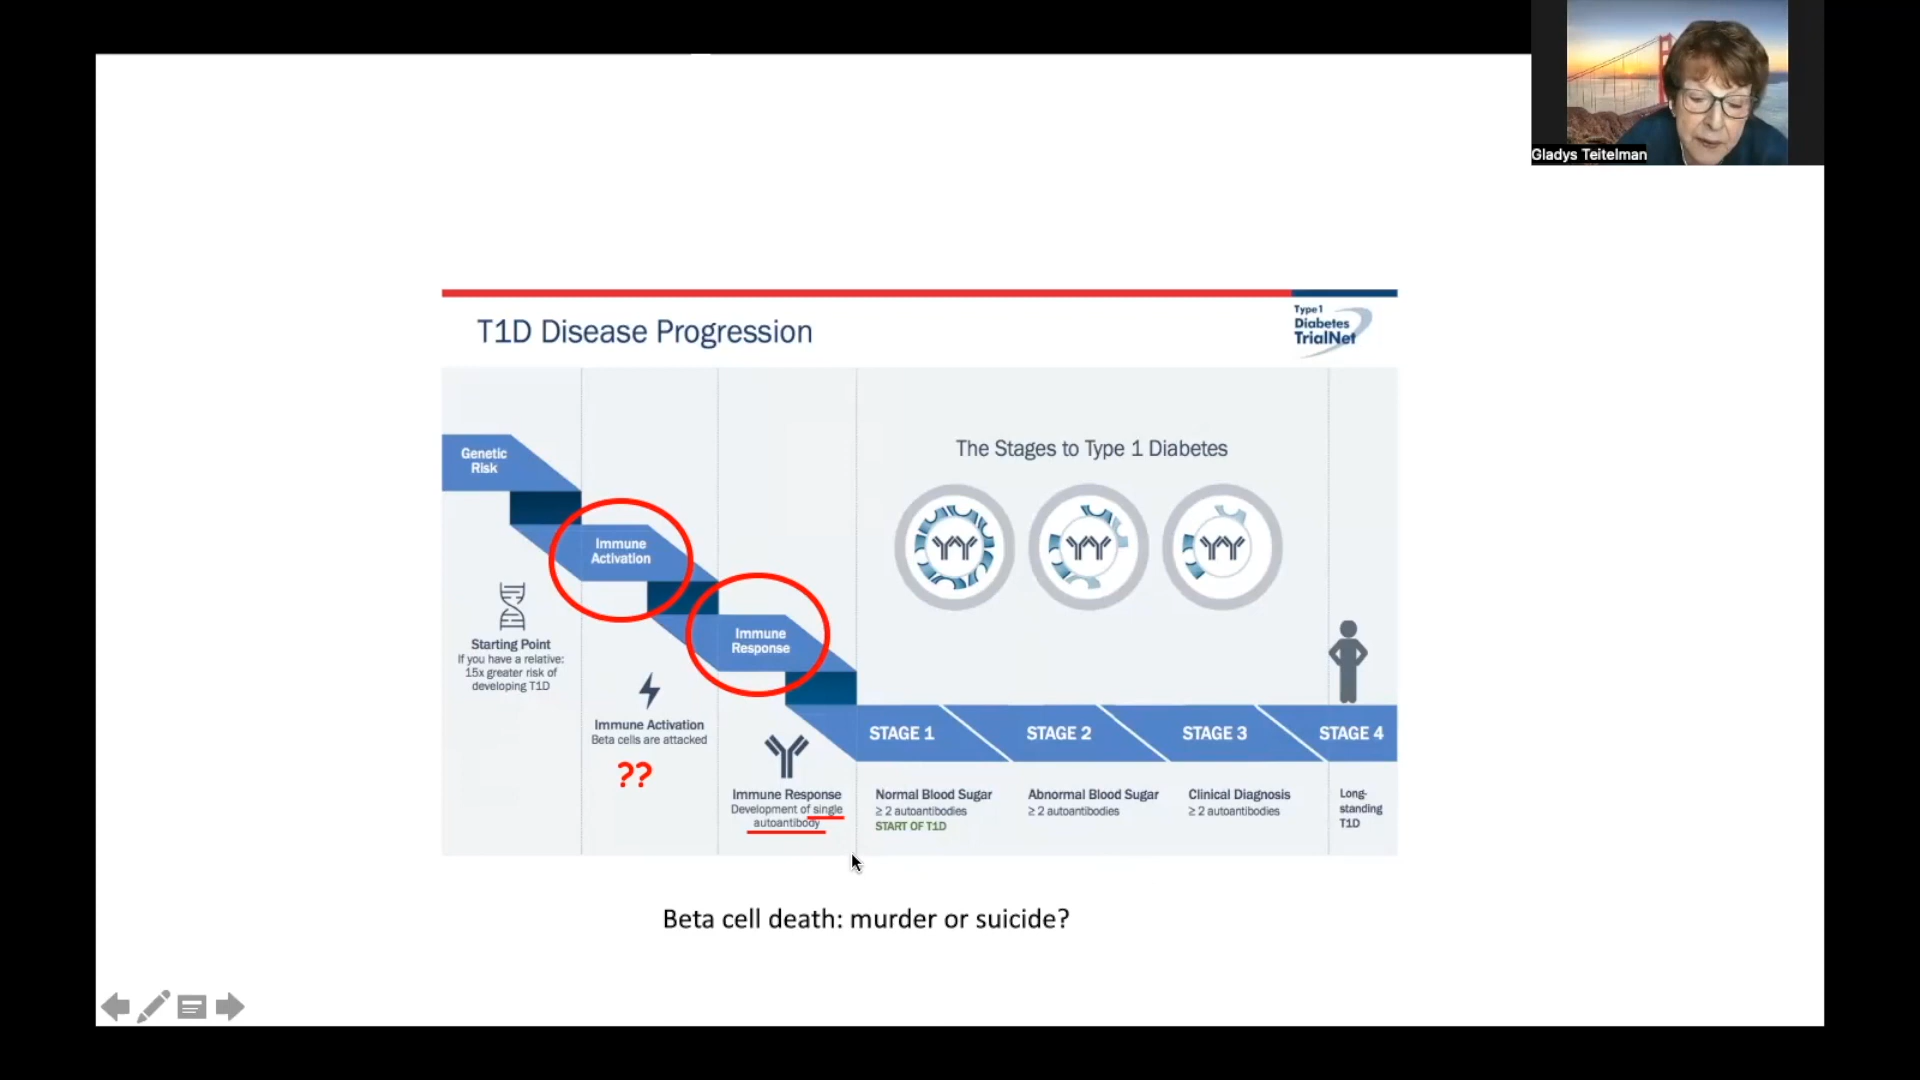 Gladys Teitelman
T1D Disease Progression
Type 1
Diabetes
TrialNet
The Stages to Type 1 Diabetes
Genetic
Risk
Immune
Activation
Immune
Response
Starting Point
If you have a relative:
15x greater risk of
developing T1D
Immune Activation
Beta cells are attacked
??
Immune Response
Development of single
autoantibody
STAGE 1
STAGE 2
STAGE 3
STAGE 4
Normal Blood Sugar
≥ 2 autoantibodies
START OF T1D
Abnormal Blood Sugar
≥ 2 autoantibodies
Clinical Diagnosis
≥ 2 autoantibodies
Long-
standing
T1D
Beta cell death: murder or suicide?